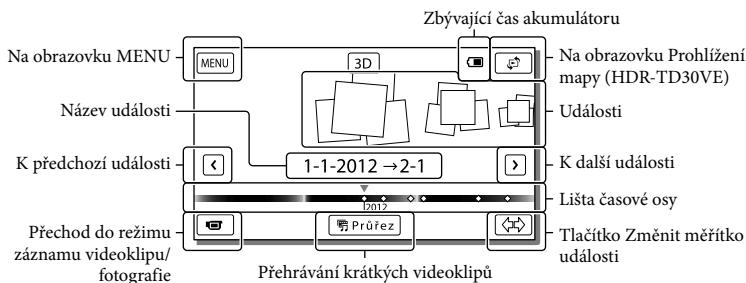 Zbývající čas akumulátoru
Na obrazovku MENU
MENU
3D
Na obrazovku Prohlížení
mapy (HDR-TD30VE)
Název události
Události
K předchozí události
1-1-2012 →2-1
K další události
2012
Lišta časové osy
Přechod do režimu
záznamu videoklipu/
fotografie
Průřez
Přehrávání krátkých videoklipů
Tlačítko Změnit měřítko
události